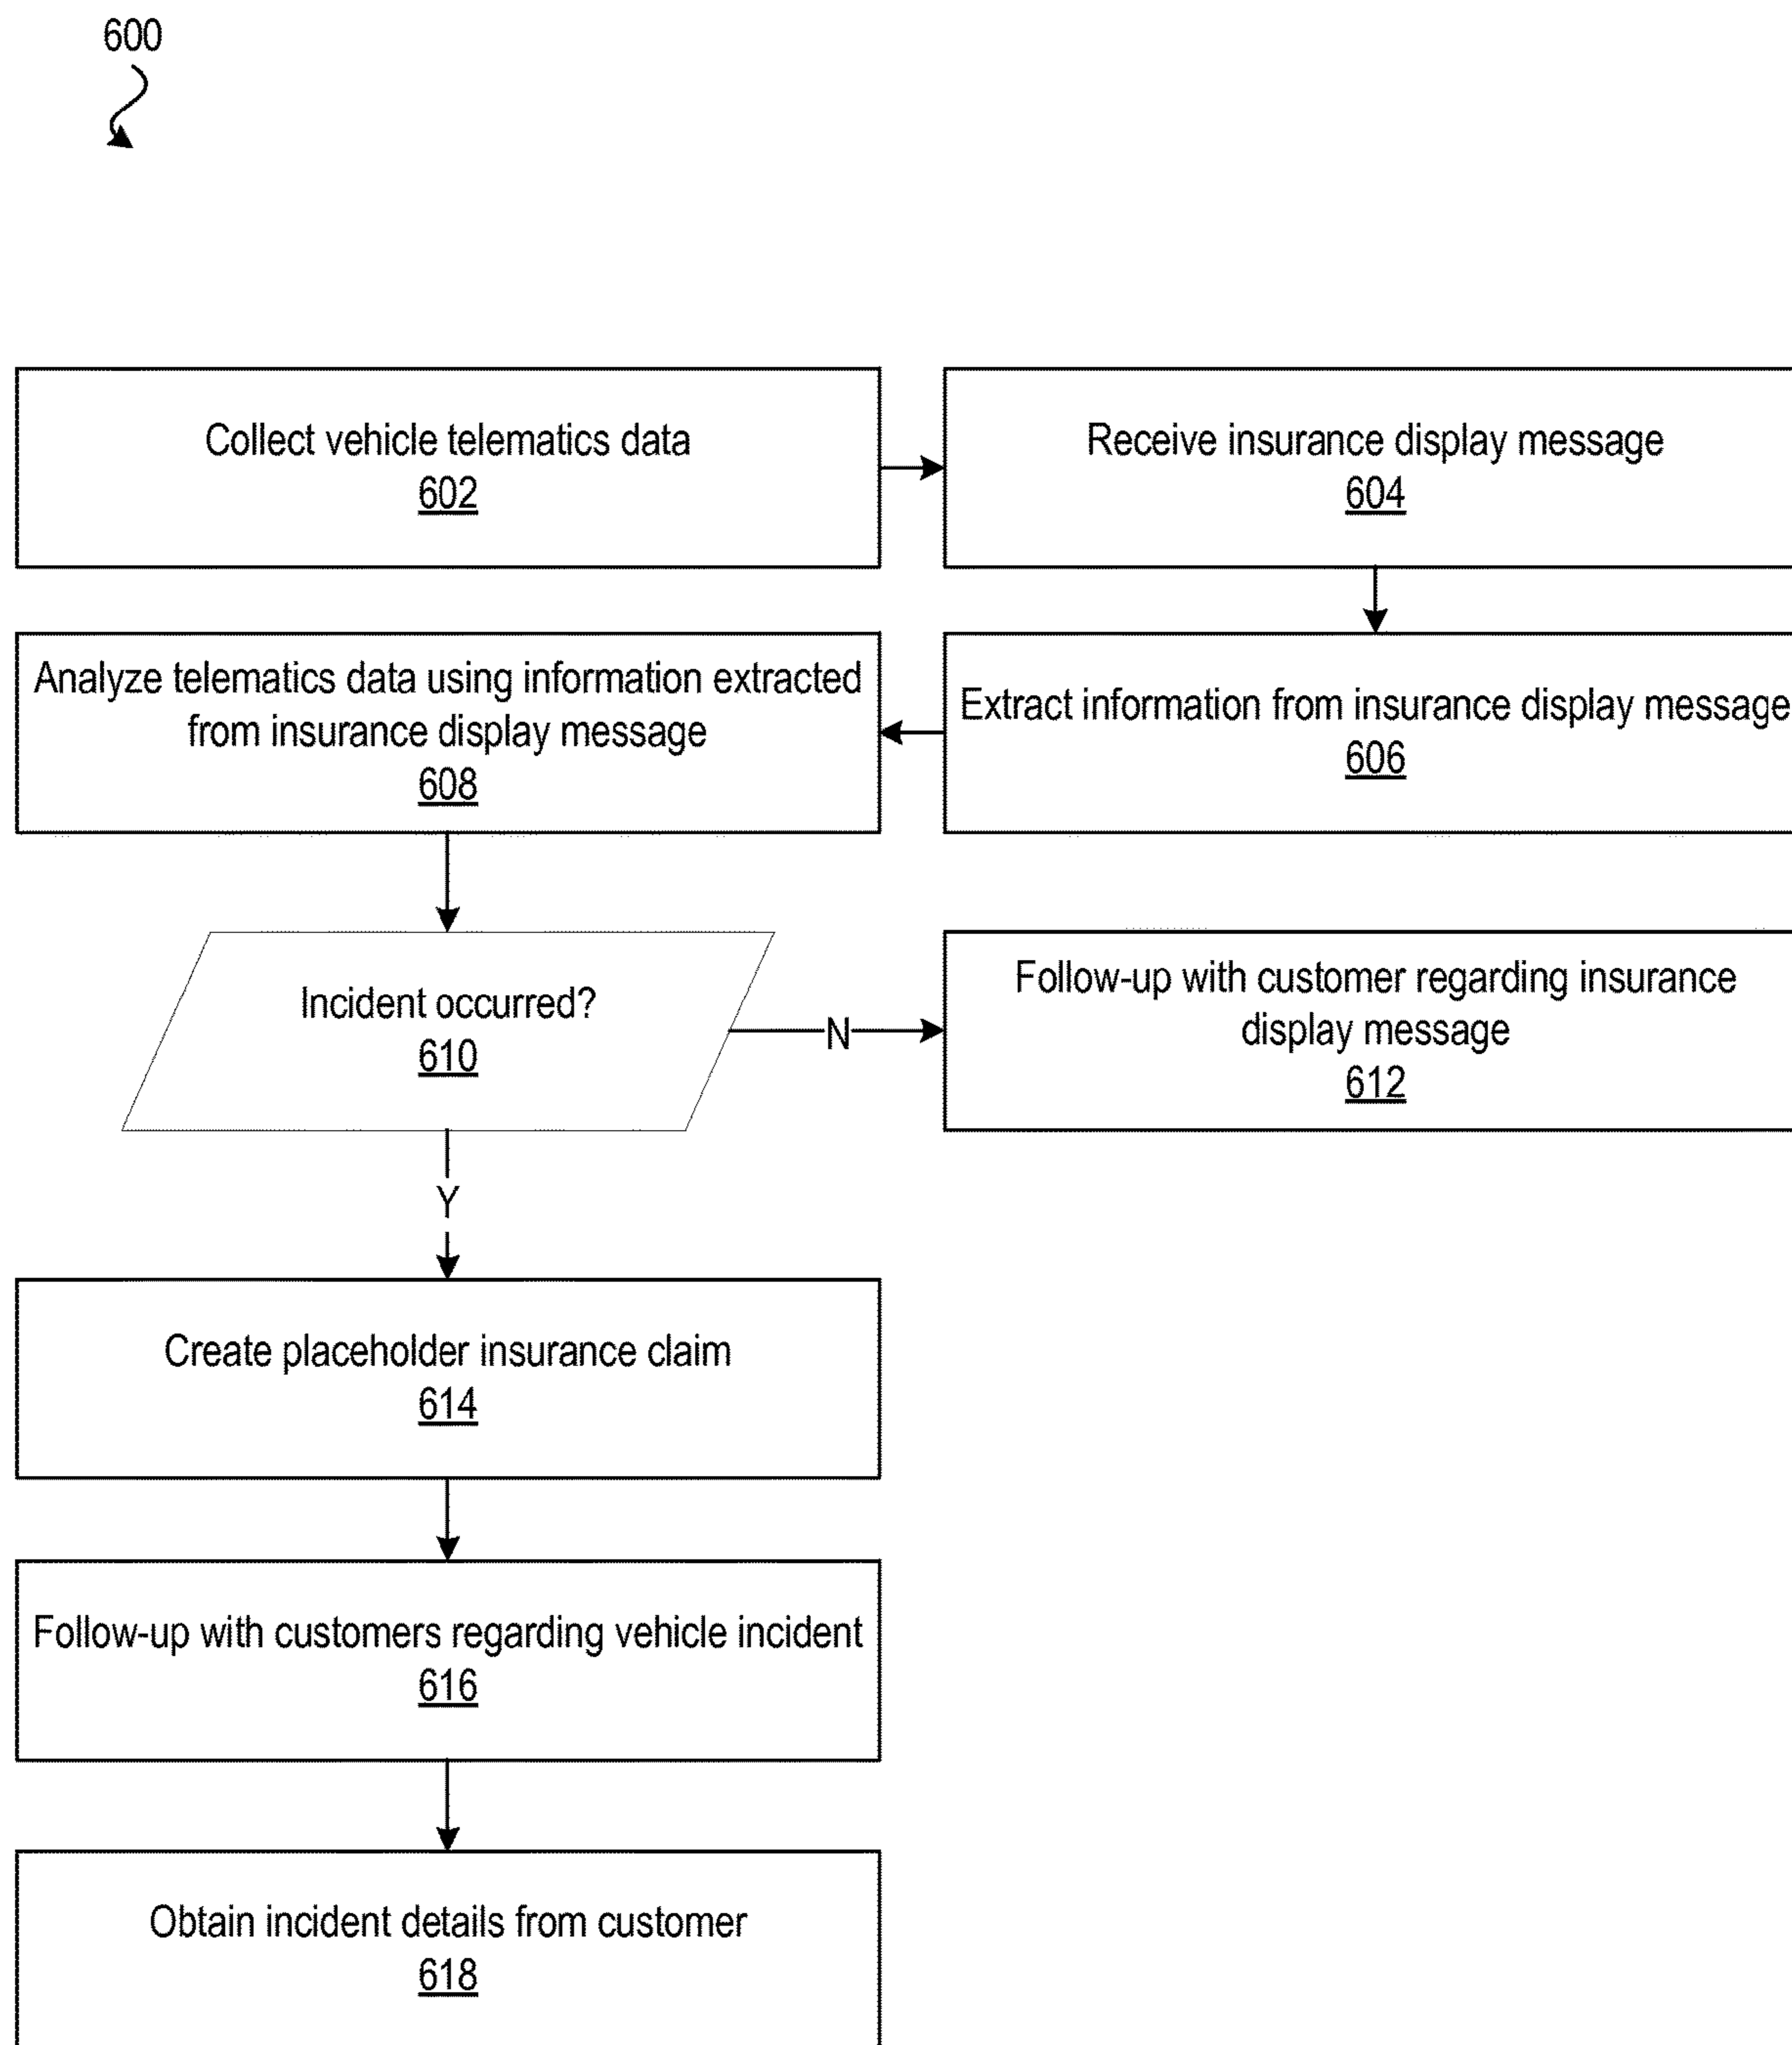 600
Collect vehicle telematics data
602
Receive insurance display message
604
Analyze telematics data using information extracted
from insurance display message
608
Extract information from insurance display message
606
Incident occurred?
610
N
Follow-up with customer regarding insurance
display message
612
Y
Create placeholder insurance claim
614
Follow-up with customers regarding vehicle incident
616
Obtain incident details from customer
618